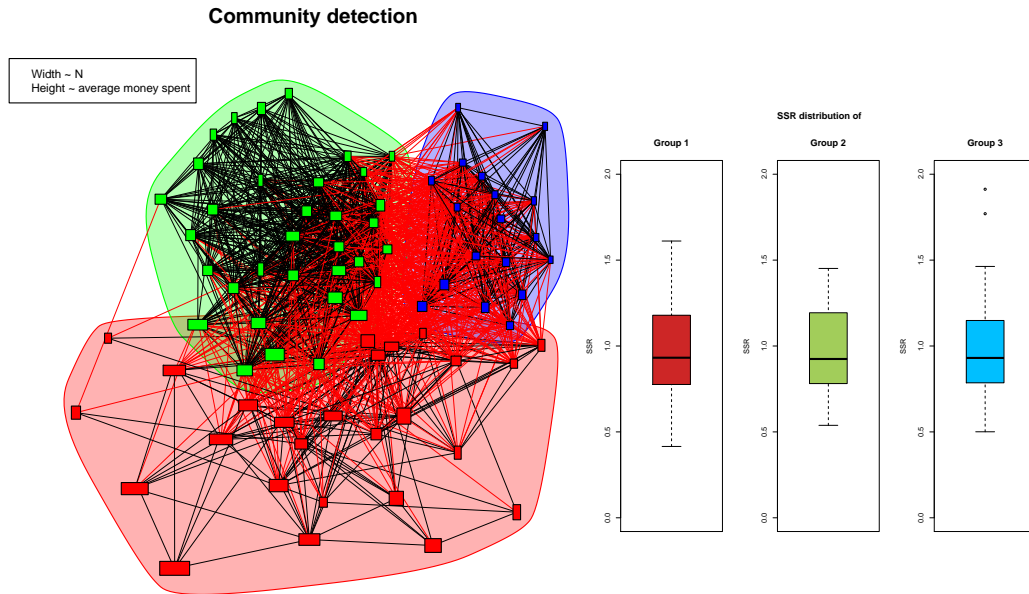 Community detection
Width ~ N
Height ~ average money spent
SSR distribution of
Group 1
Group 2
Group 3
SSR
0.0
0.5
1.0
1.5
2.0
SSR
0.0
0.5
1.0
1.5
2.0
SSR
0.0
0.5
1.0
1.5
2.0